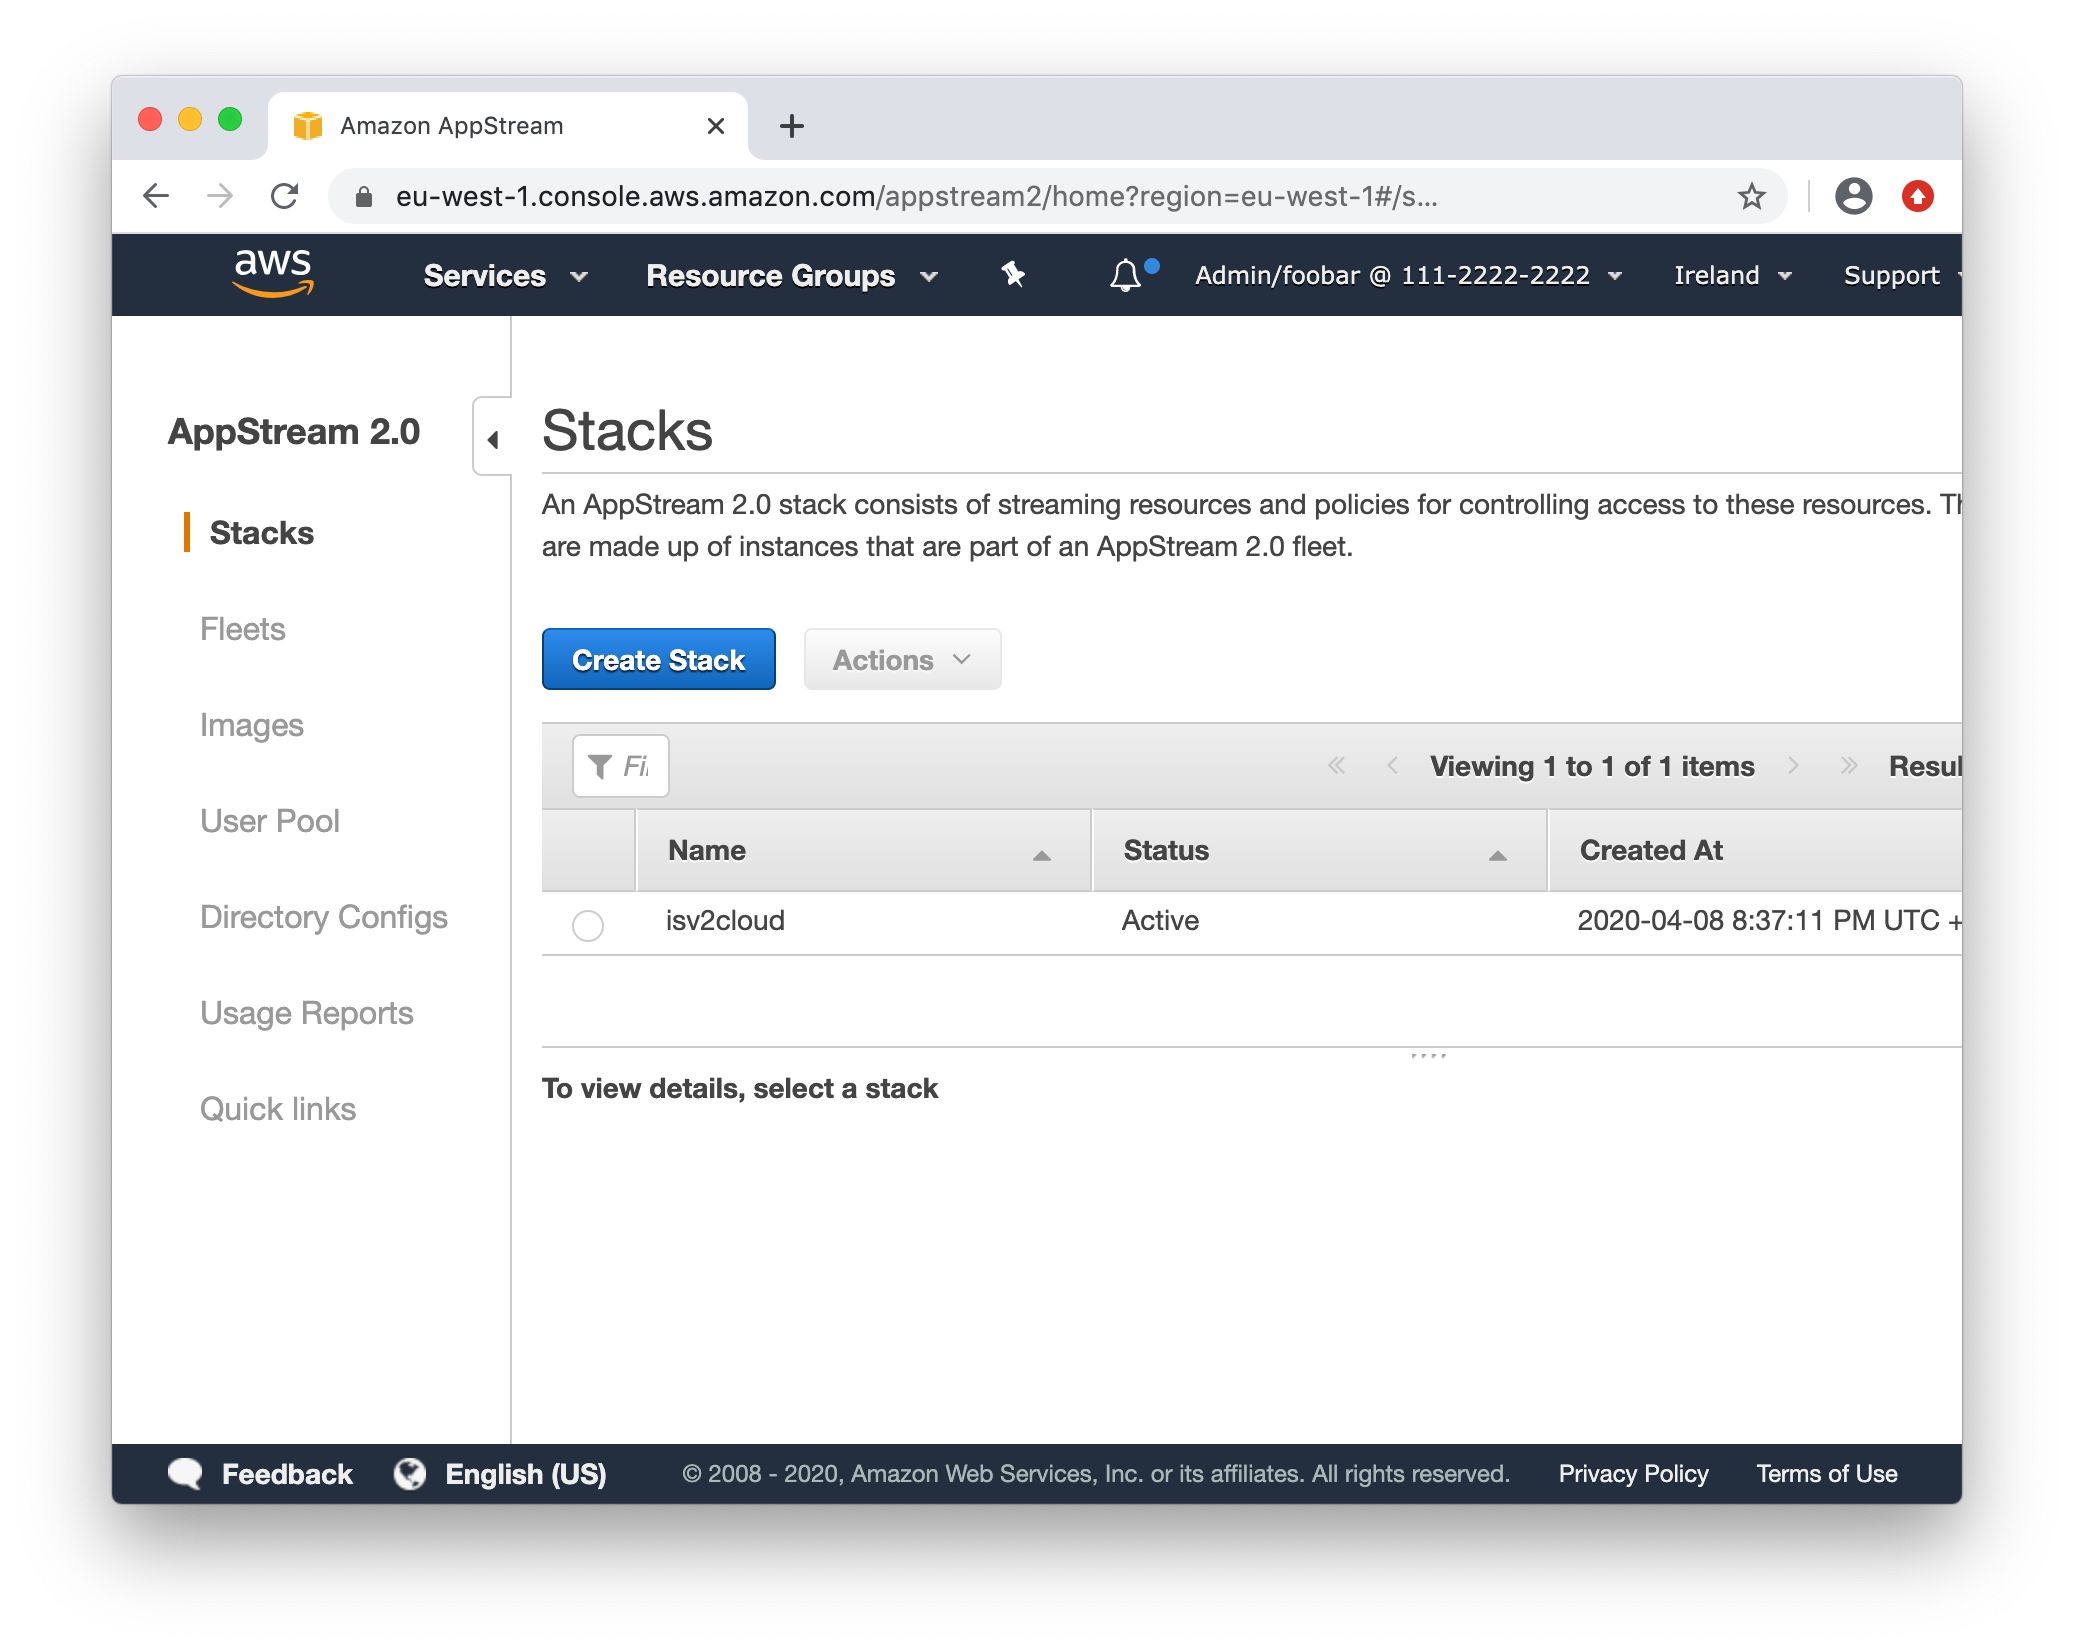 Amazon AppStream
eu-west-1.console.aws.amazon.com/appstream2/home?region=eu-west-1#/s...
aws Services Resource Groups Admin/foobar @ 111-2222-2222 Ireland Support
AppStream 2.0
Stacks
Fleets
Images
User Pool
Directory Configs
Usage Reports
Quick links
Stacks
An AppStream 2.0 stack consists of streaming resources and policies for controlling access to these resources.
are made up of instances that are part of an AppStream 2.0 fleet.
Create Stack Actions
Viewing 1 to 1 of 1 items
Name Status Created At
isv2cloud Active 2020-04-08 8:37:11 PM UTC +
To view details, select a stack
Feedback English (US) © 2008 - 2020, Amazon Web Services, Inc. or its affiliates. All rights reserved. Privacy Policy Terms of Use